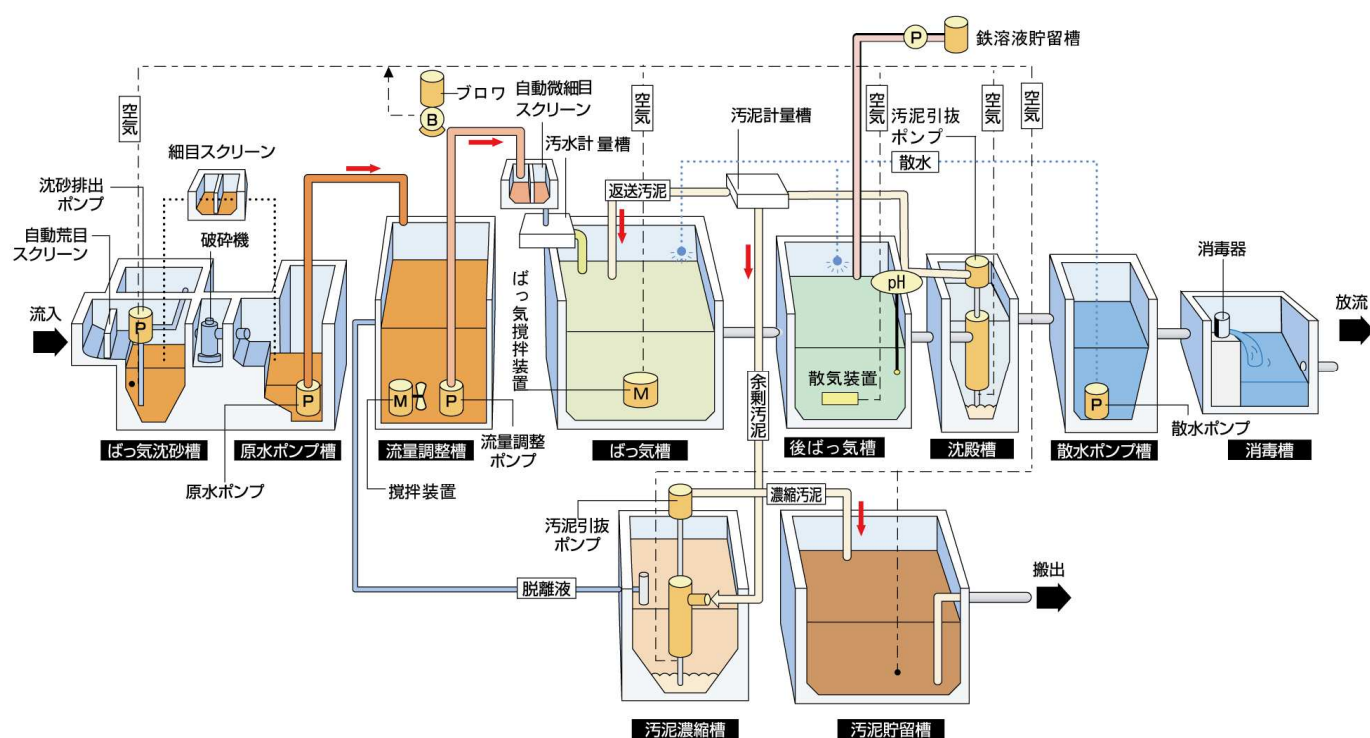 P
鉄溶液貯留槽
空気
ブロワ
B
自動微細目
スクリーン
空気
汚泥計量槽
空気
汚泥引抜
ポンプ
空気
空気
細目スクリーン
汚水計量槽
散水
沈砂排出
ポンプ
返送汚泥
自動荒目
スクリーン
破砕機
消毒器
流入
P
ばっ気撹拌装置
pH
放流
余剰汚泥
散気装置
P
M
P
M
P
散水ポンプ
ばっ気沈砂槽
原水ポンプ槽
流量調整槽
流量調整
ポンプ
ばっ気槽
後ばっ気槽
沈殿槽
散水ポンプ槽
消毒槽
原水ポンプ
撹拌装置
汚泥引抜
ポンプ
濃縮汚泥
脱離液
搬出
汚泥濃縮槽
汚泥貯留槽